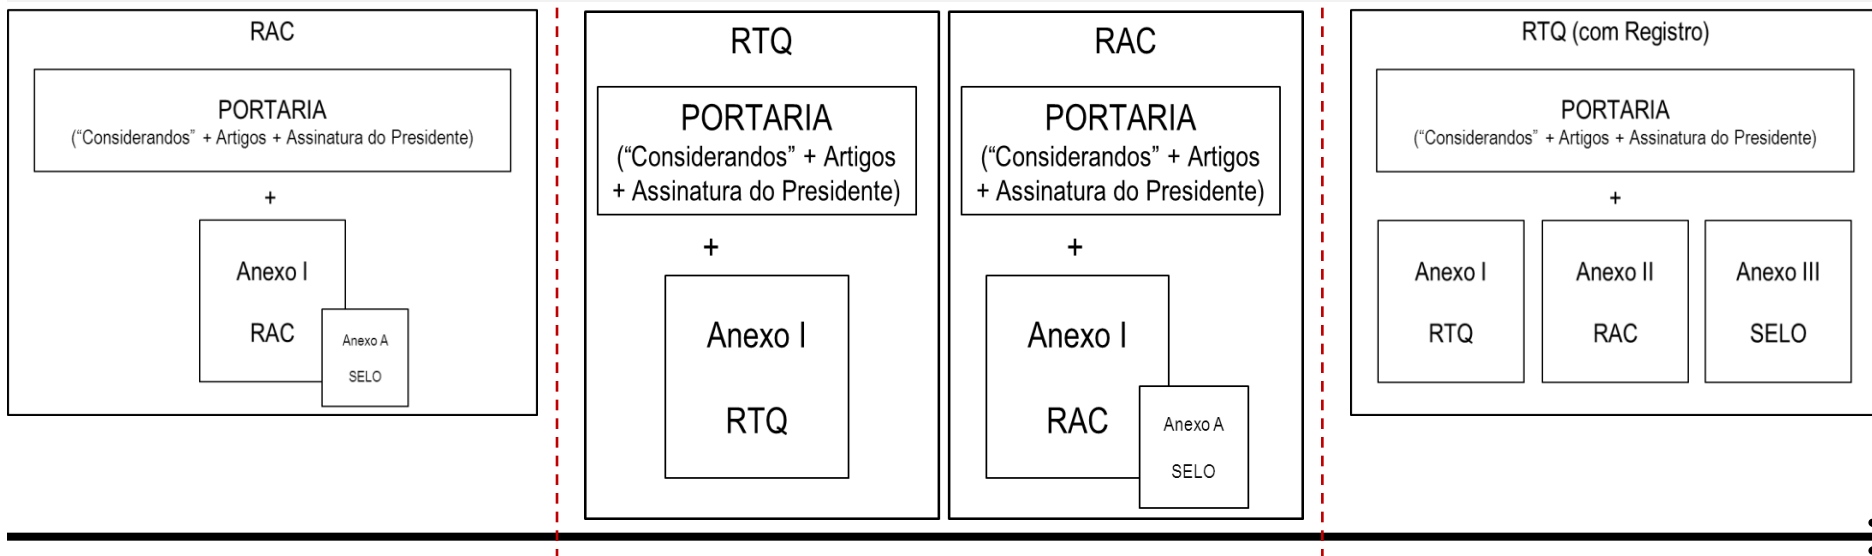 RAC
PORTARIA
(“Considerandos” + Artigos + Assinatura do Presidente)
+
Anexo I
RAC
Anexo A
SELO
RTQ
PORTARIA
(“Considerandos” + Artigos
+ Assinatura do Presidente)
+
Anexo I
RTQ
RAC
PORTARIA
(“Considerandos” + Artigos
+ Assinatura do Presidente)
+
Anexo I
RAC
Anexo A
SELO
RTQ (com Registro)
PORTARIA
(“Considerandos” + Artigos + Assinatura do Presidente)
+
Anexo I
RTQ
Anexo II
RAC
Anexo III
SELO